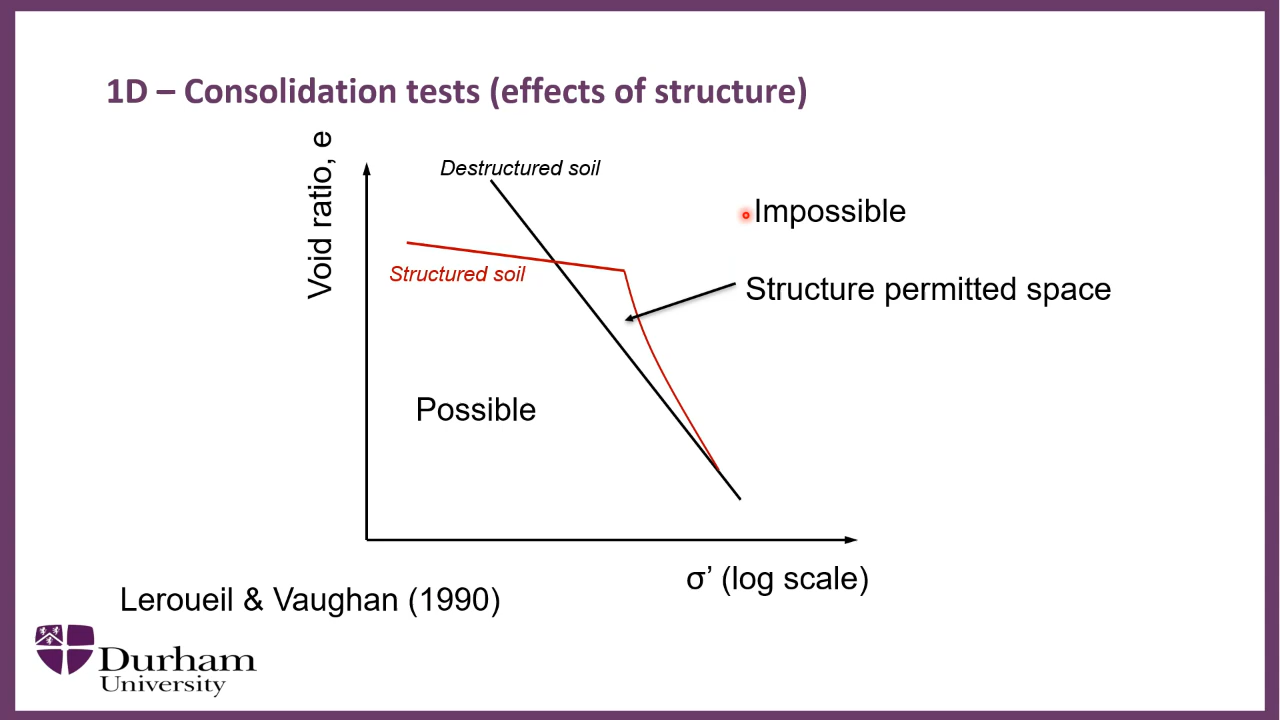 1D – Consolidation tests (effects of structure)
Void ratio, e
Destructured soil
Impossible
Structured soil
Structure permitted space
Possible
σ’ (log scale)
Leroueil & Vaughan (1990)
Durham
University